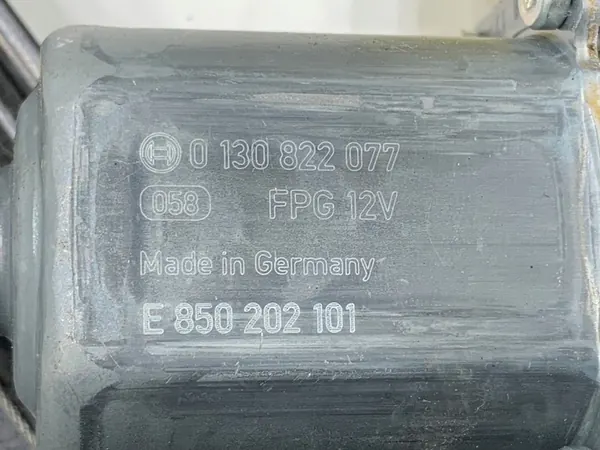 0 130 822 077
058 FPG 12V
Made in Germany
E 850 202 101